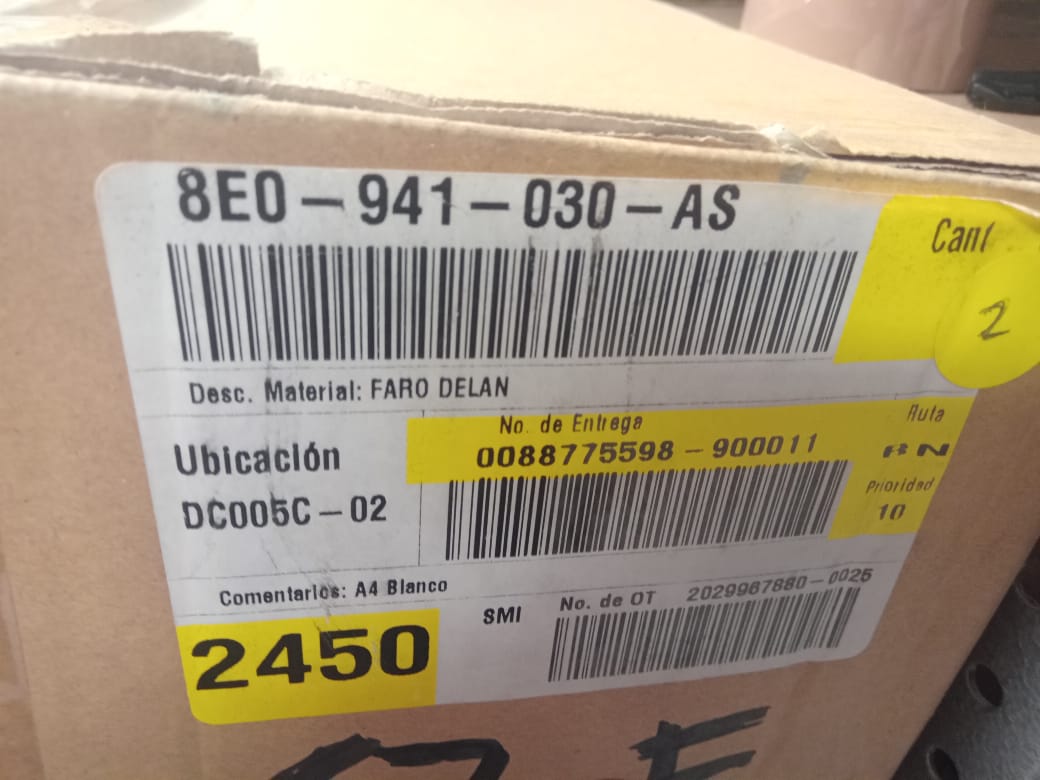 8E0-941-030-AS
Cant
2
Desc. Material: FARO DELAN
No. de Entrega
0088775598-900011
Ruta
Ubicación
DC005C-02
Prioridad
10
Comentarios: A4 Blanco
2450
SMI
No. de OT 2029967880-0025